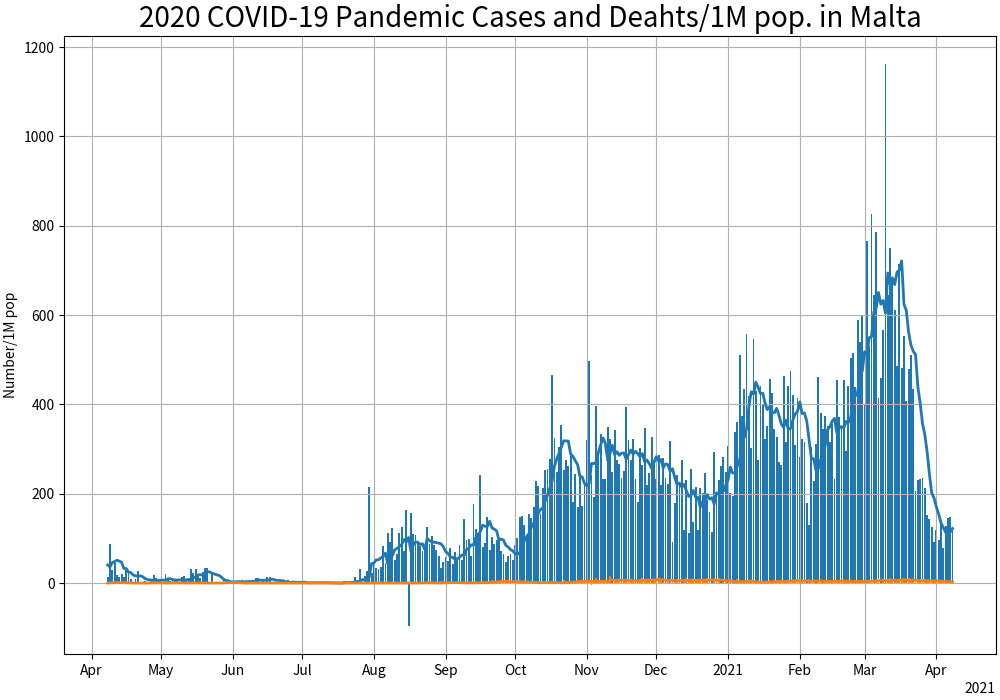 2020 COVID-19 Pandemic Cases and Deahts/1M pop. in Malta
Number/1M pop
1200
1000
800
600
400
200
0
Apr May Jun Jul Aug Sep Oct Nov Dec 2021 Feb Mar Apr
2021